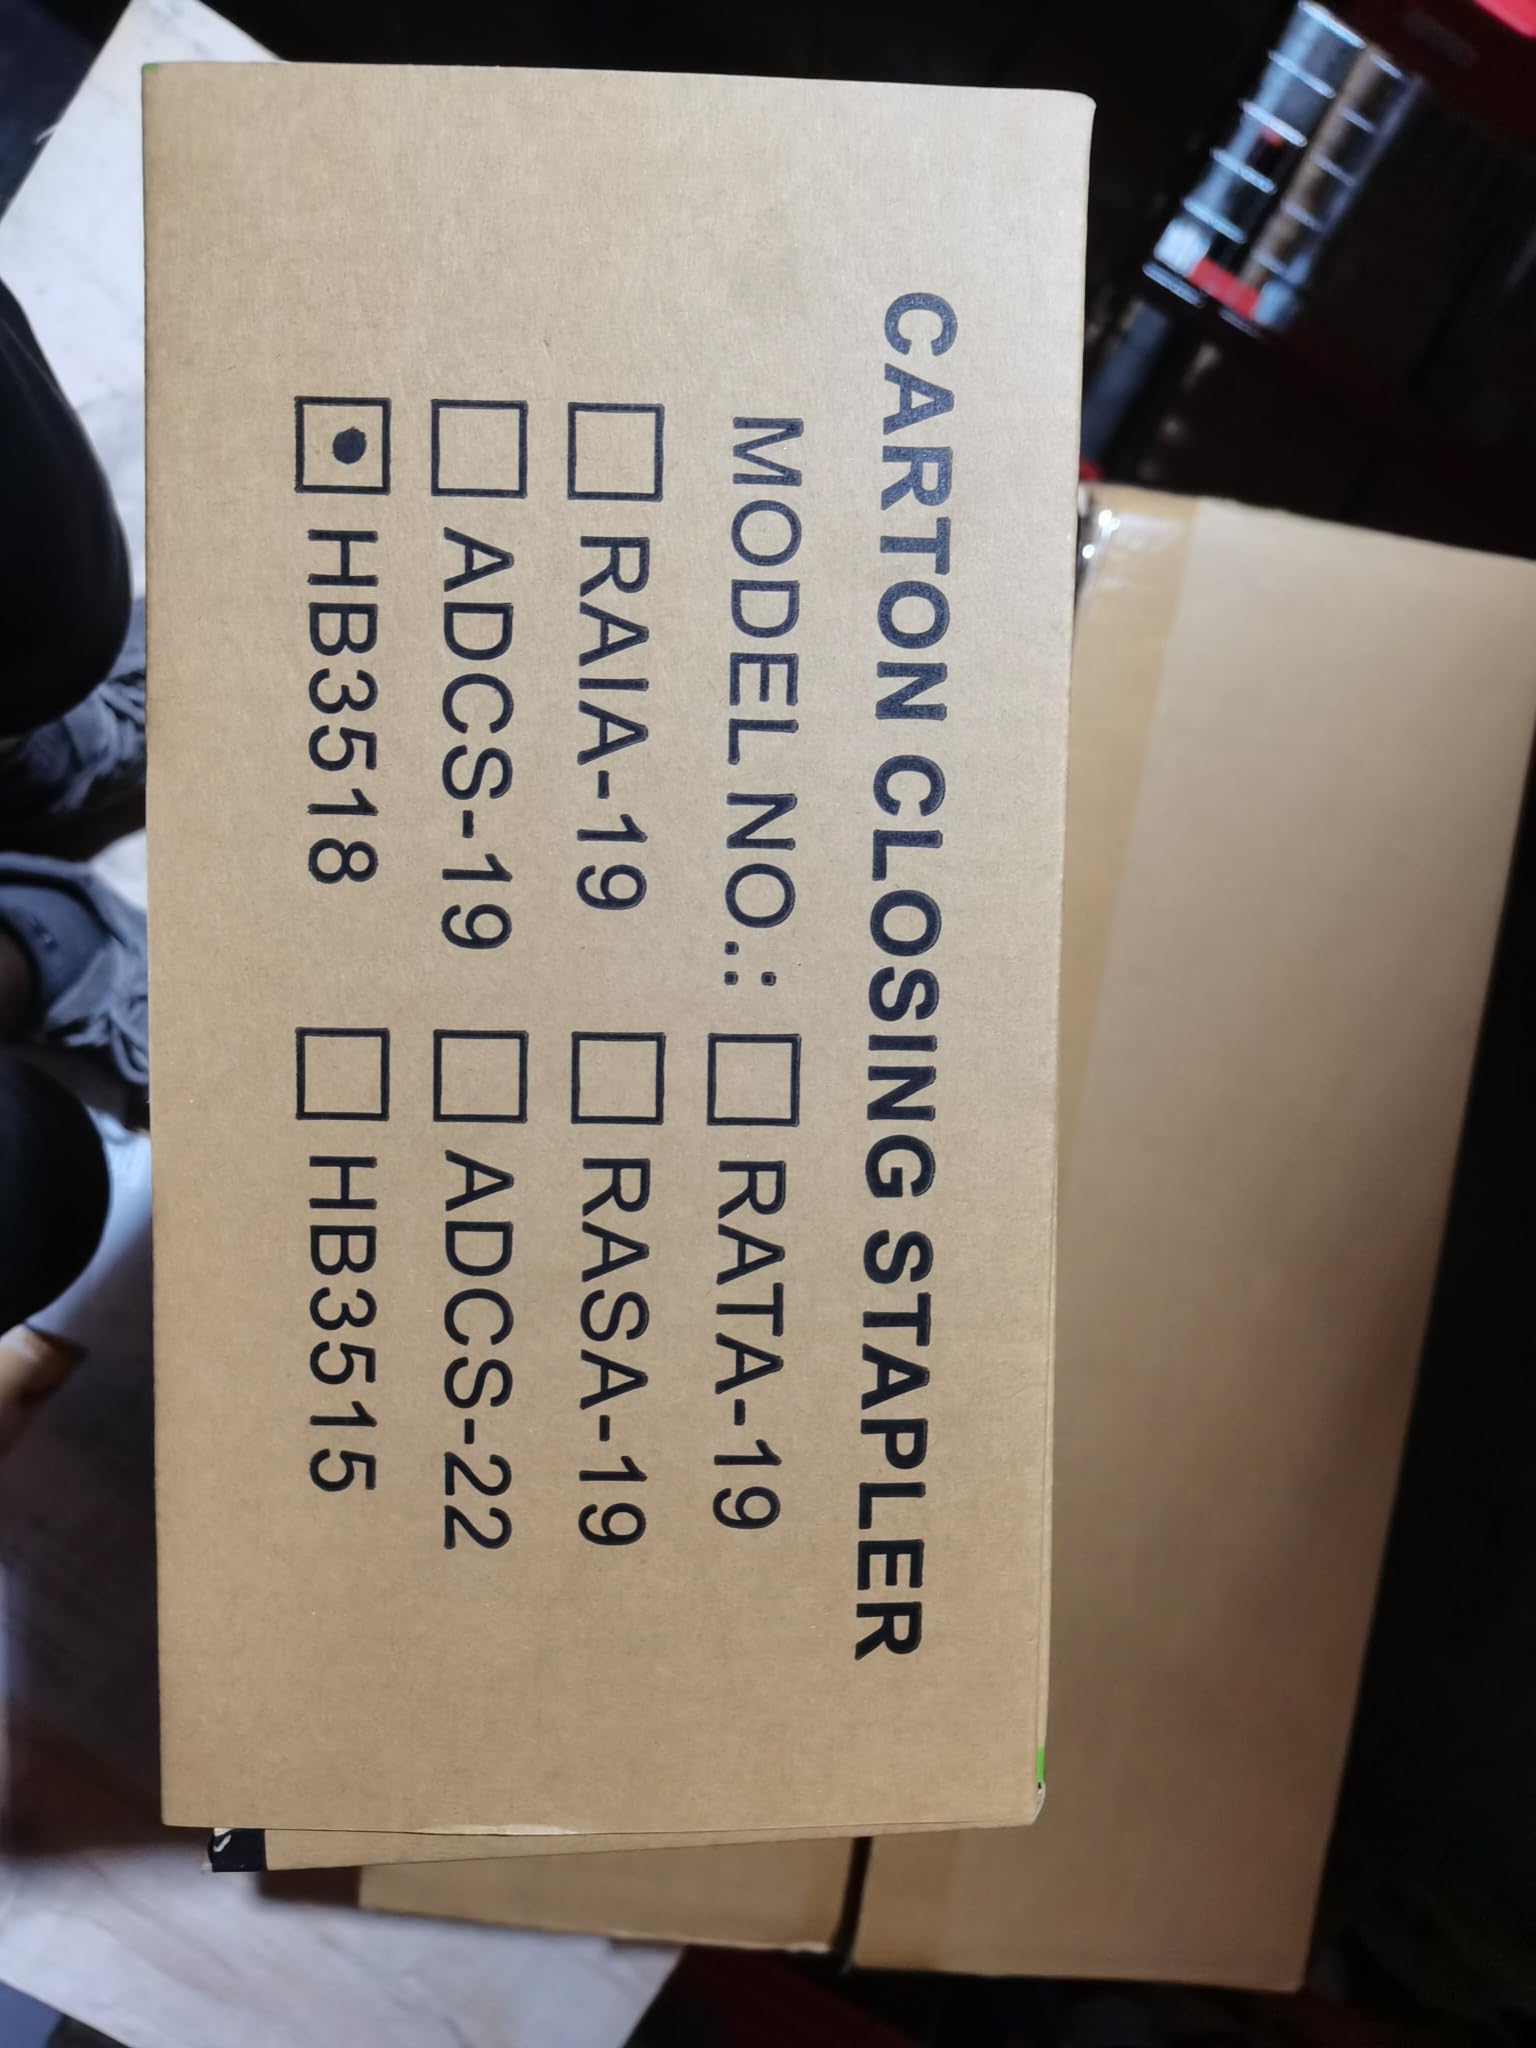 CARTON CLOSING STAPLER
MODEL NO.: ☐ RATA-19
☐ RAIA-19 ☐ RASA-19
☐ ADCS-19 ☐ ADCS-22
☒ HB3518 ☐ HB3515